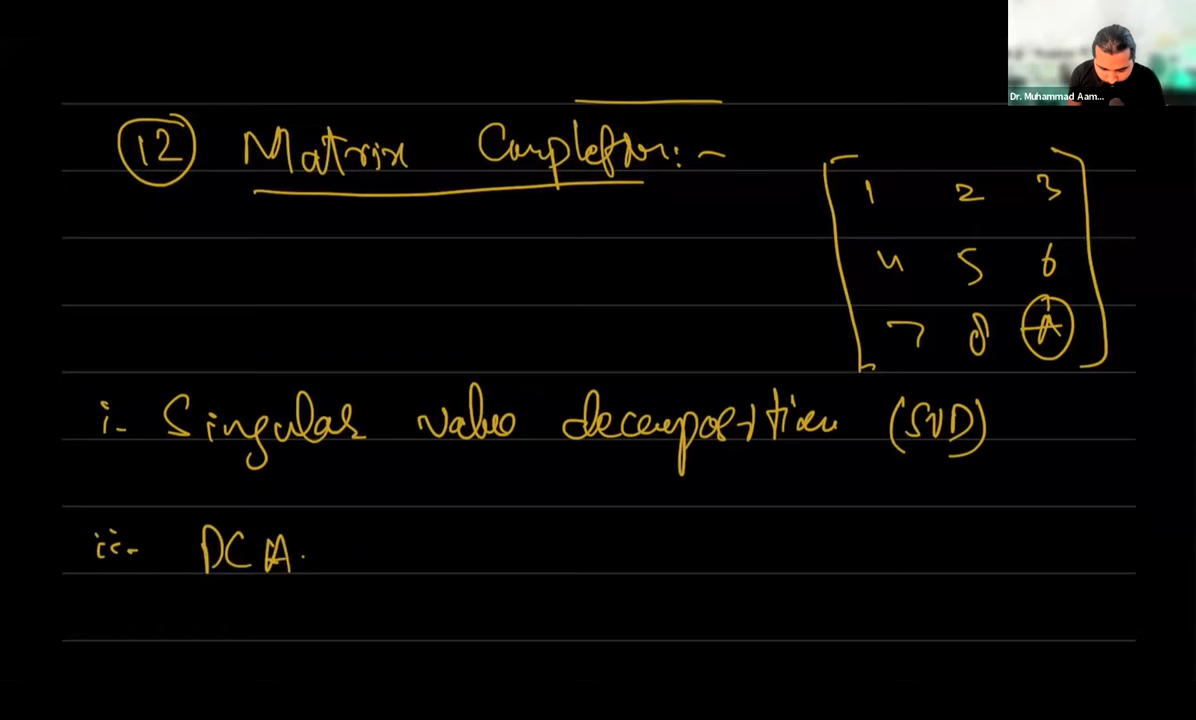 Dr. Muhammad Aam...
12 Matrix Completion:-
1 2 3
4 5 6
7 8 A
i- Singular value decomposition (SVD)
ii- PCA.